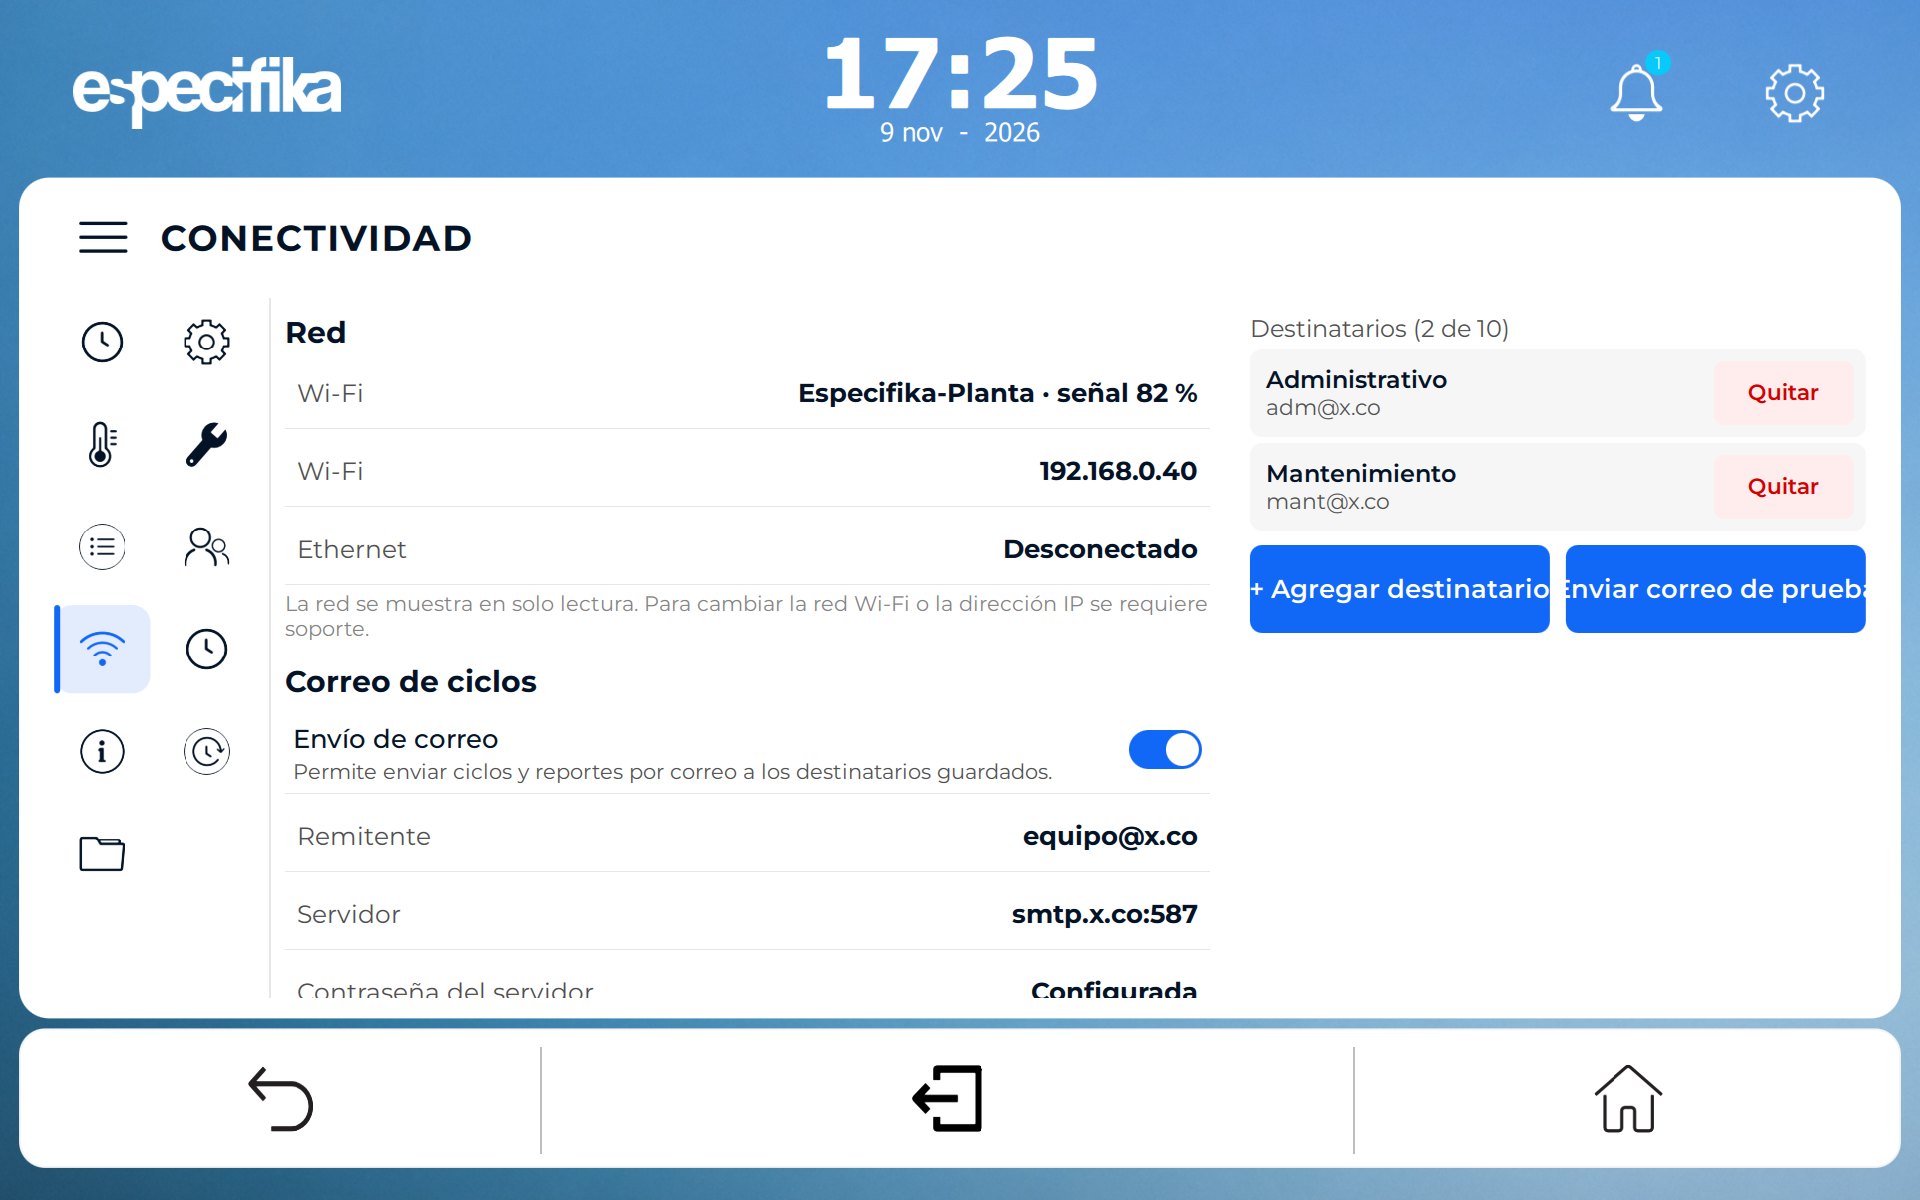 especifika
17:25
9 nov - 2026
1
CONECTIVIDAD
Red
Wi-Fi
Especifika-Planta · señal 82 %
Wi-Fi
192.168.0.40
Ethernet
Desconectado
La red se muestra en solo lectura. Para cambiar la red Wi-Fi o la dirección IP se requiere
soporte.
Correo de ciclos
Envío de correo
Permite enviar ciclos y reportes por correo a los destinatarios guardados.
Remitente
equipo@x.co
Servidor
smtp.x.co:587
Contraseña del servidor
Configurada
Destinatarios (2 de 10)
Administrativo
adm@x.co
Quitar
Mantenimiento
mant@x.co
Quitar
+ Agregar destinatario
Enviar correo de prueba